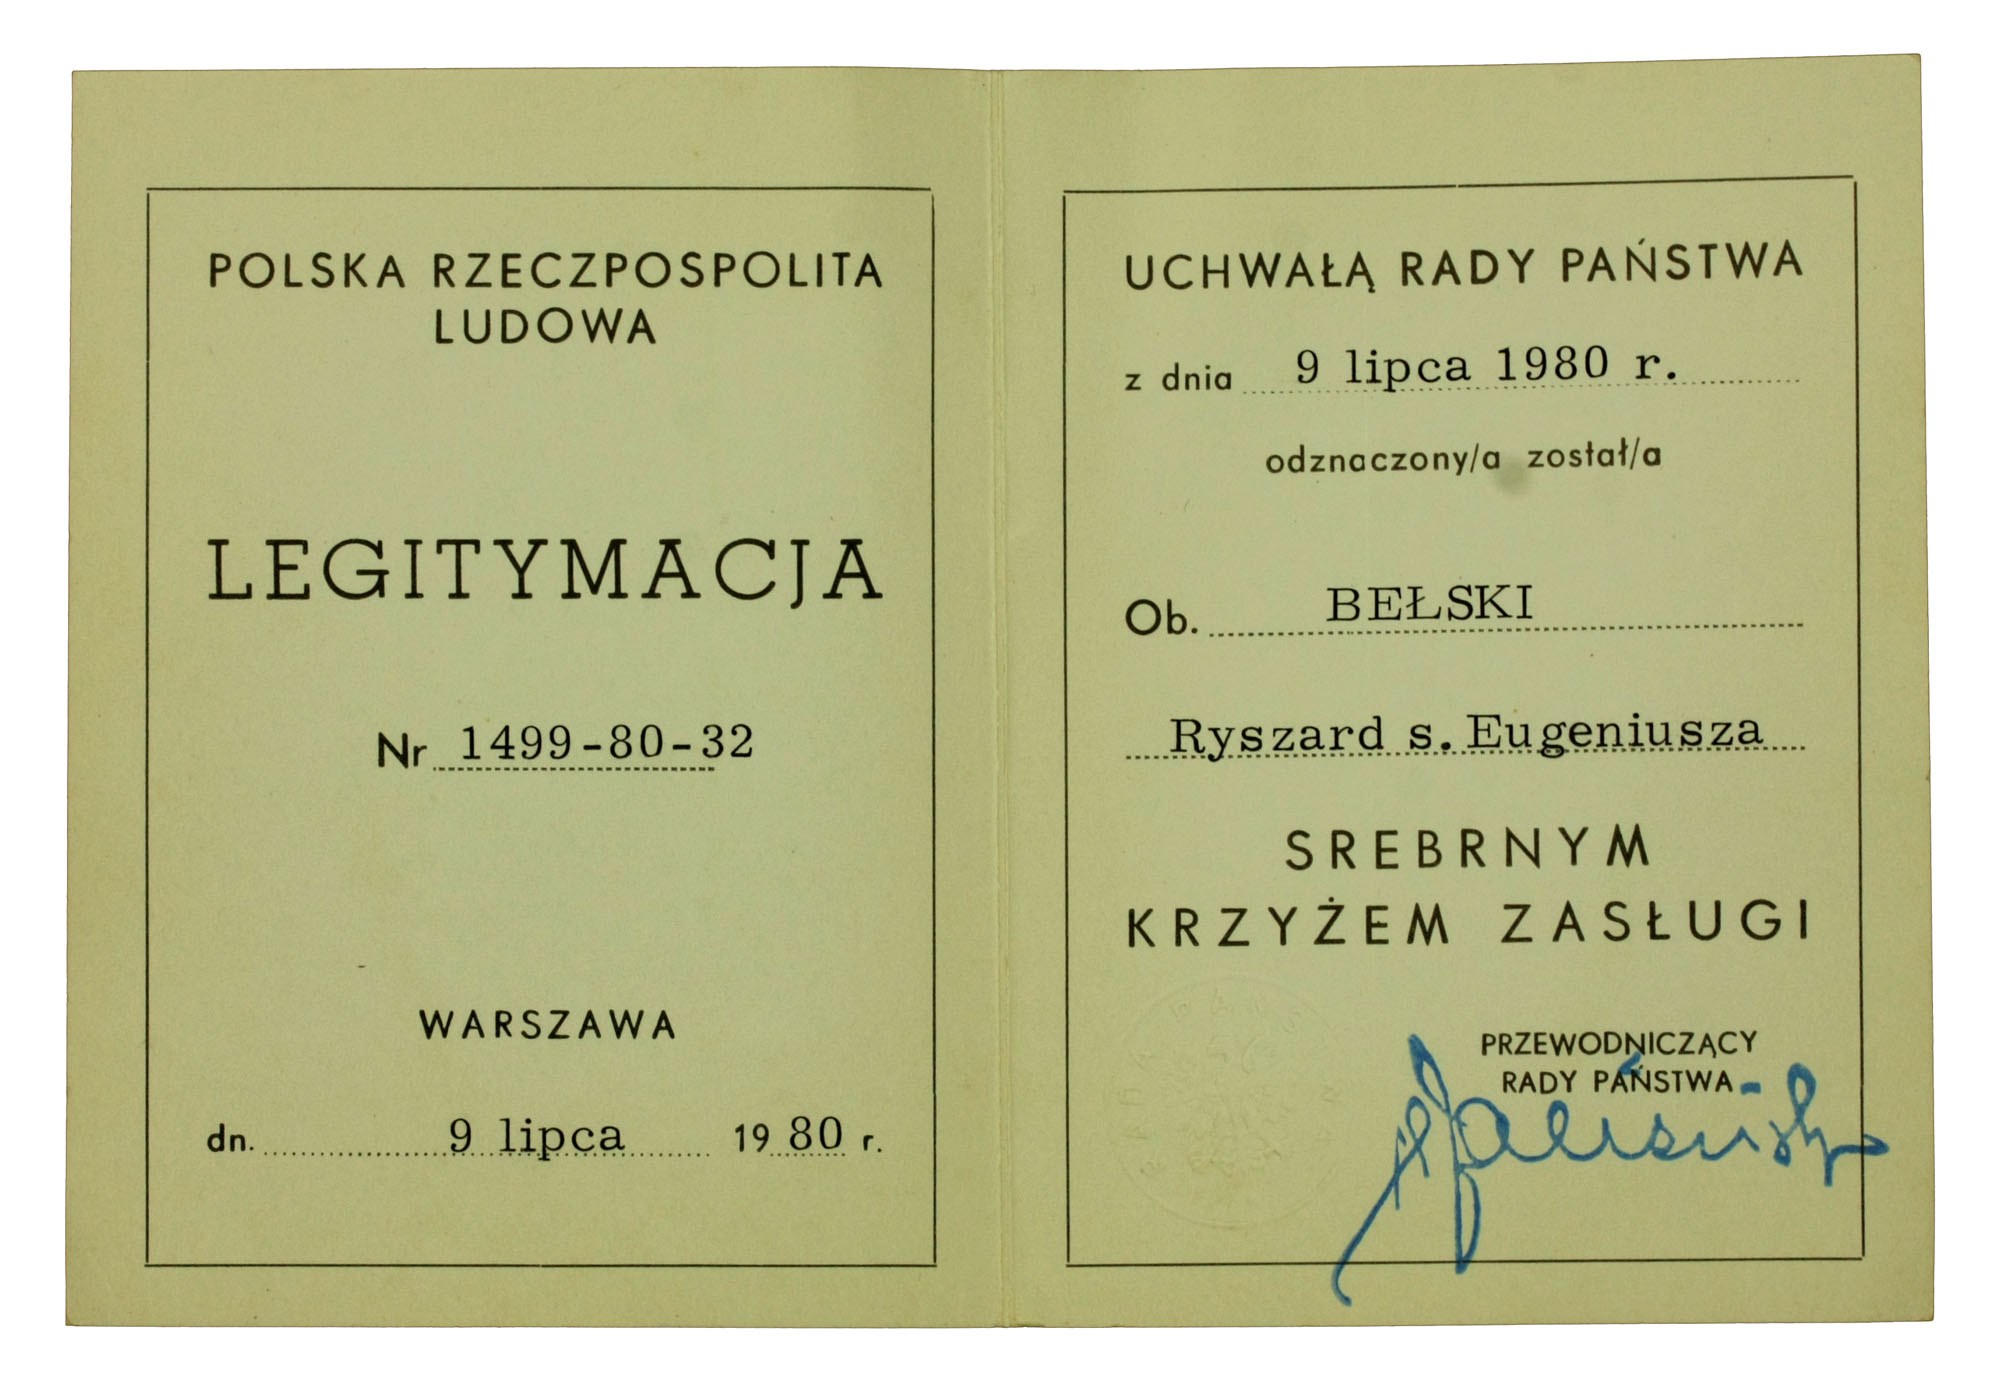 POLSKA RZECZPOSPOLITA
LUDOWA
LEGITYMACJA
Nr 1499-80-32
WARSZAWA
dn. 9 lipca 1980 r.
UCHWAŁĄ RADY PAŃSTWA
z dnia 9 lipca 1980 r.
odznaczony/a został/a
Ob. BEŁSKI
Ryszard s. Eugeniusza
SREBRNYM
KRZYŻEM ZASŁUGI
PRZEWODNICZĄCY
RADY PAŃSTWA